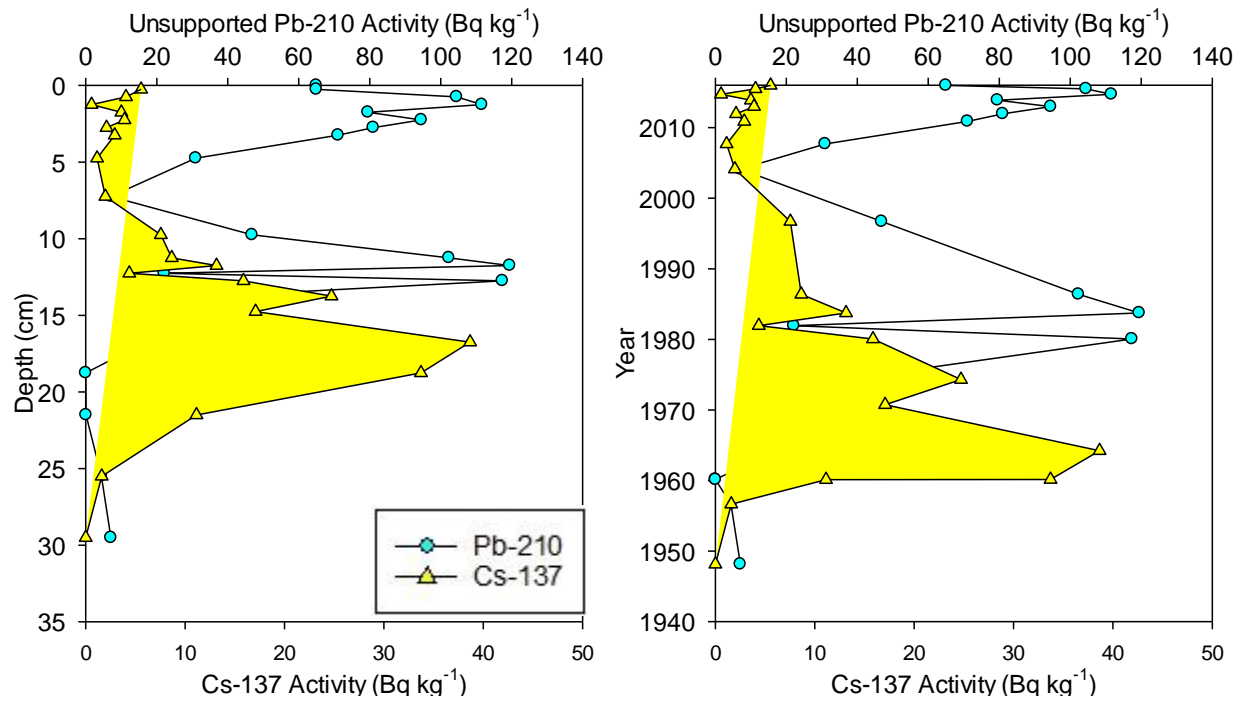 Unsupported Pb-210 Activity (Bq kg⁻¹)
0 20 40 60 80 100 120 140
0
5
10
15
20
25
30
35
Depth (cm)
Pb-210
Cs-137
0 10 20 30 40 50
Cs-137 Activity (Bq kg⁻¹)
Unsupported Pb-210 Activity (Bq kg⁻¹)
0 20 40 60 80 100 120 140
2010
2000
1990
1980
1970
1960
1950
1940
Year
0 10 20 30 40 50
Cs-137 Activity (Bq kg⁻¹)